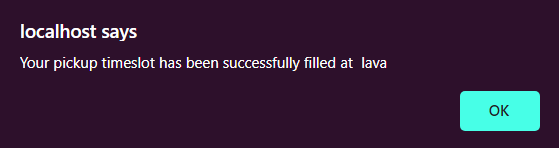 localhost says
Your pickup timeslot has been successfully filled at  lava
OK